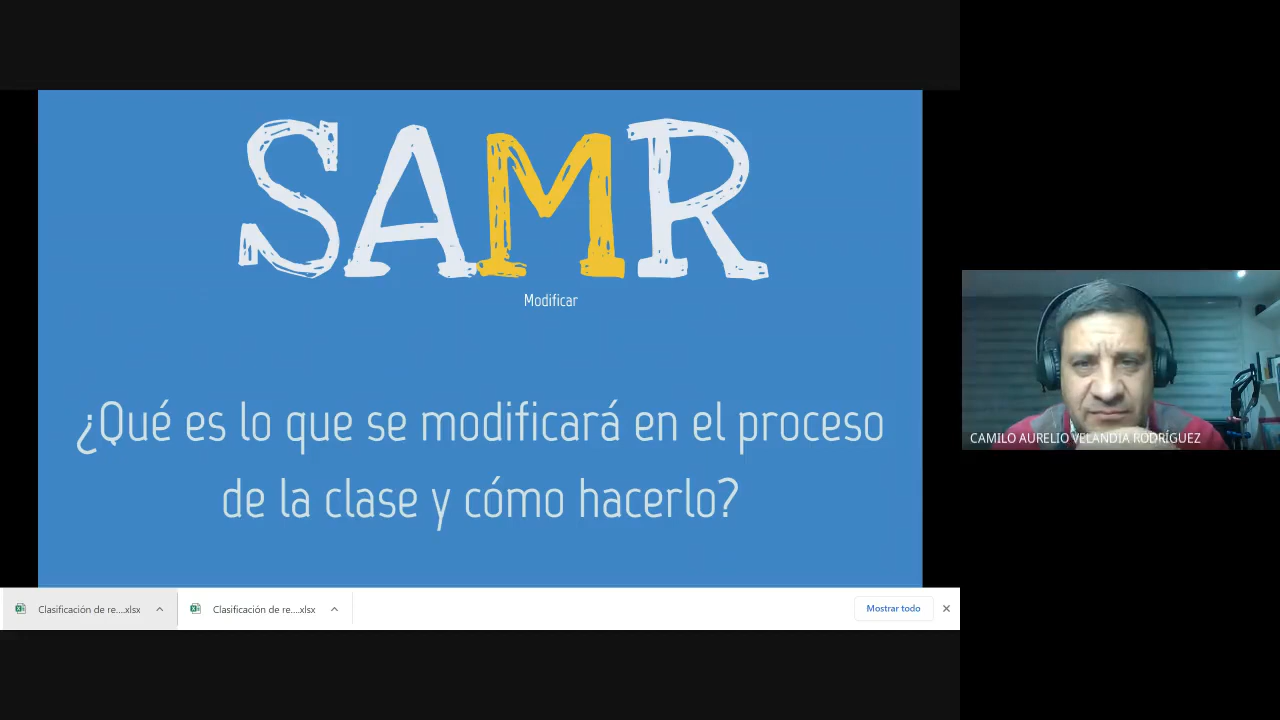 SAMR
Modificar
¿Qué es lo que se modificará en el proceso
de la clase y cómo hacerlo?
CAMILO AURELIO VELANDIA RODRÍGUEZ
Clasificación de re....xlsx
Clasificación de re....xlsx
Mostrar todo